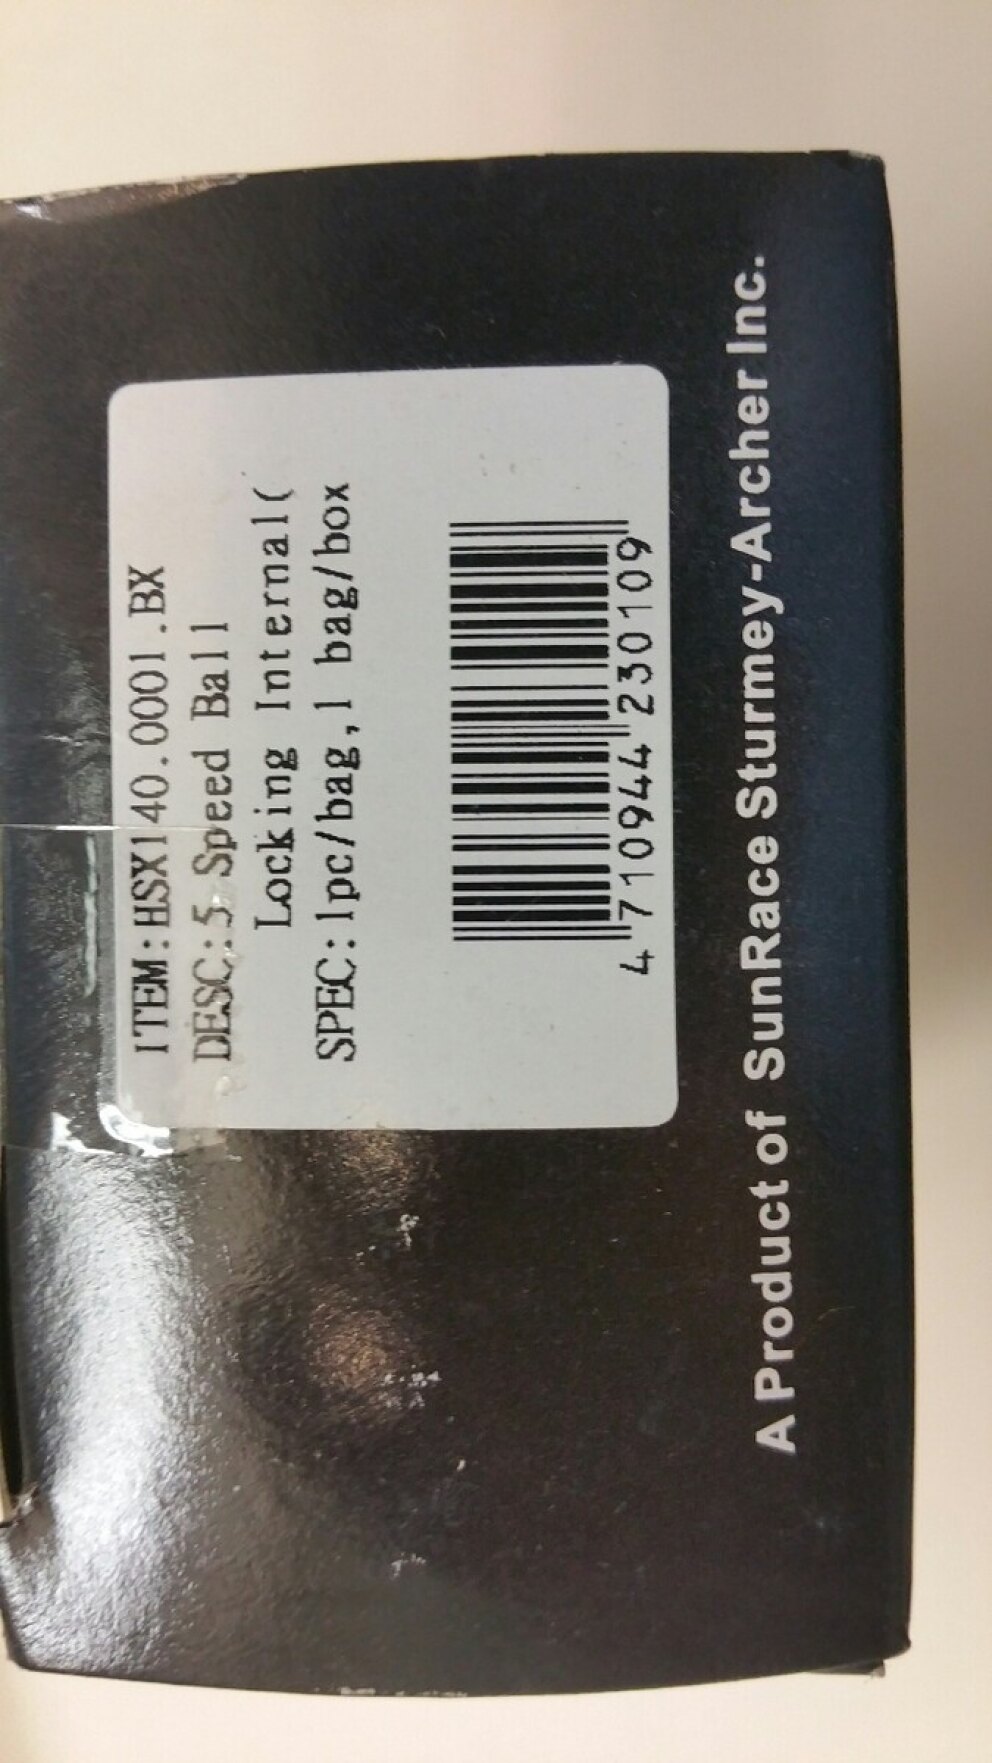 ITEM:HSX140.0001.BX
DESC:5 Speed Ball
Locking Internal(
SPEC:1pc/bag,1 bag/box
4 710944 230109
A Product of SunRace Sturmey-Archer Inc.